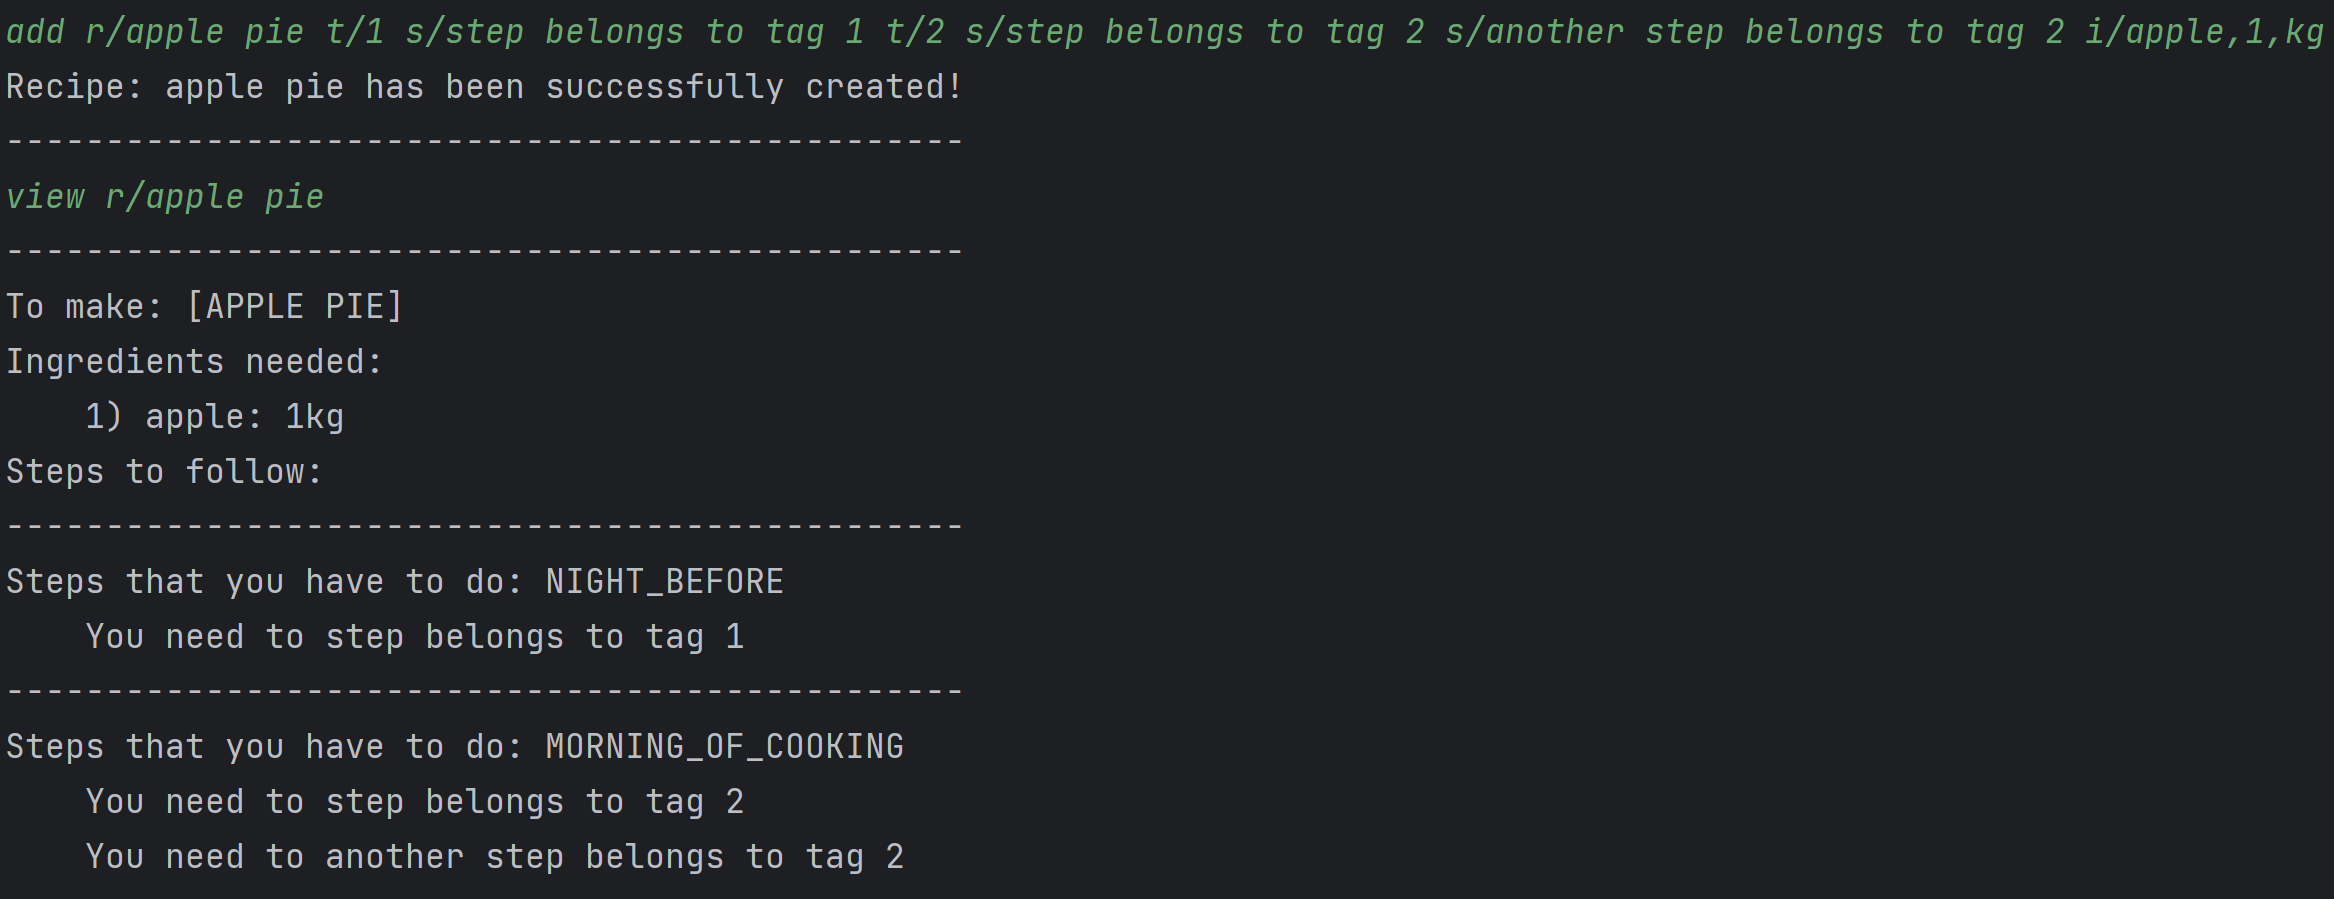 add r/apple pie t/1 s/step belongs to tag 1 t/2 s/step belongs to tag 2 s/another step belongs to tag 2 i/apple,1,kg
Recipe: apple pie has been successfully created!
------------------------------------------------
view r/apple pie
------------------------------------------------
To make: [APPLE PIE]
Ingredients needed:
    1) apple: 1kg
Steps to follow:
------------------------------------------------
Steps that you have to do: NIGHT_BEFORE
    You need to step belongs to tag 1
------------------------------------------------
Steps that you have to do: MORNING_OF_COOKING
    You need to step belongs to tag 2
    You need to another step belongs to tag 2